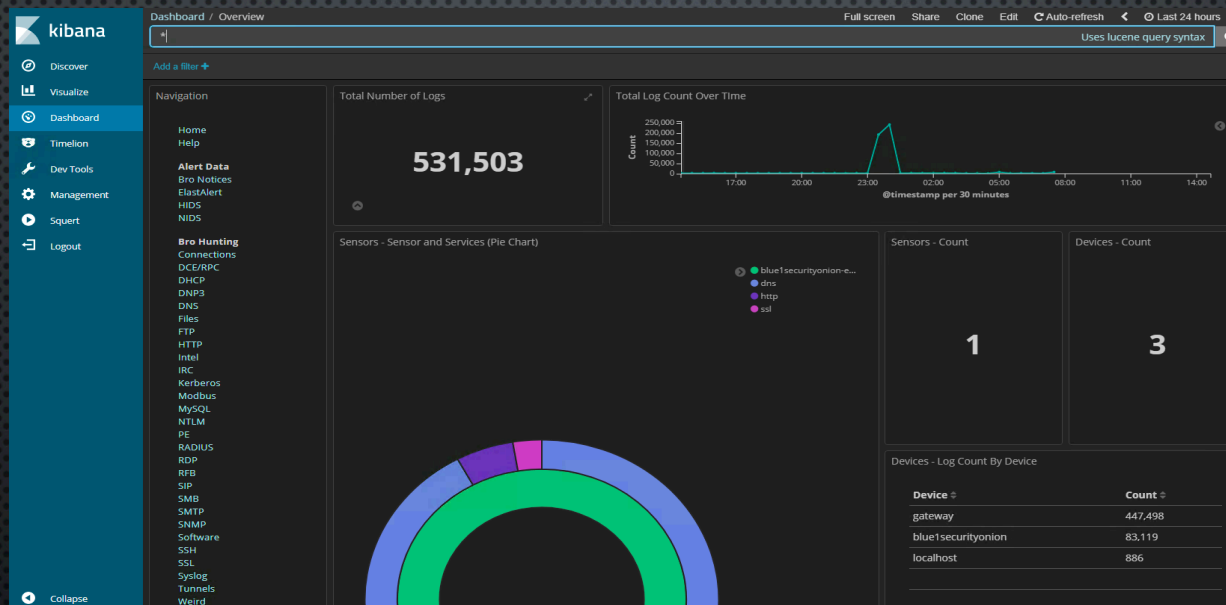 kibana
Discover
Visualize
Dashboard
Timelion
Dev Tools
Management
Squert
Logout
Collapse
Dashboard / Overview
Full screen Share Clone Edit Auto-refresh Last 24 hours
*
Uses lucene query syntax
Add a filter +
Navigation
Home
Help
Alert Data
Bro Notices
ElastAlert
HIDS
NIDS
Bro Hunting
Connections
DCE/RPC
DHCP
DNP3
DNS
Files
FTP
HTTP
Intel
IRC
Kerberos
Modbus
MySQL
NTLM
PE
RADIUS
RDP
RFB
SIP
SMB
SMTP
SNMP
Software
SSH
SSL
Syslog
Tunnels
Weird
Total Number of Logs
531,503
Total Log Count Over TIme
Count
250,000
200,000
150,000
100,000
50,000
0
17:00 20:00 23:00 02:00 05:00 08:00 11:00 14:00
@timestamp per 30 minutes
Sensors - Sensor and Services (Pie Chart)
blue1securityonion-e...
dns
http
ssl
Sensors - Count
1
Devices - Count
3
Devices - Log Count By Device
Device Count
gateway 447,498
blue1securityonion 83,119
localhost 886